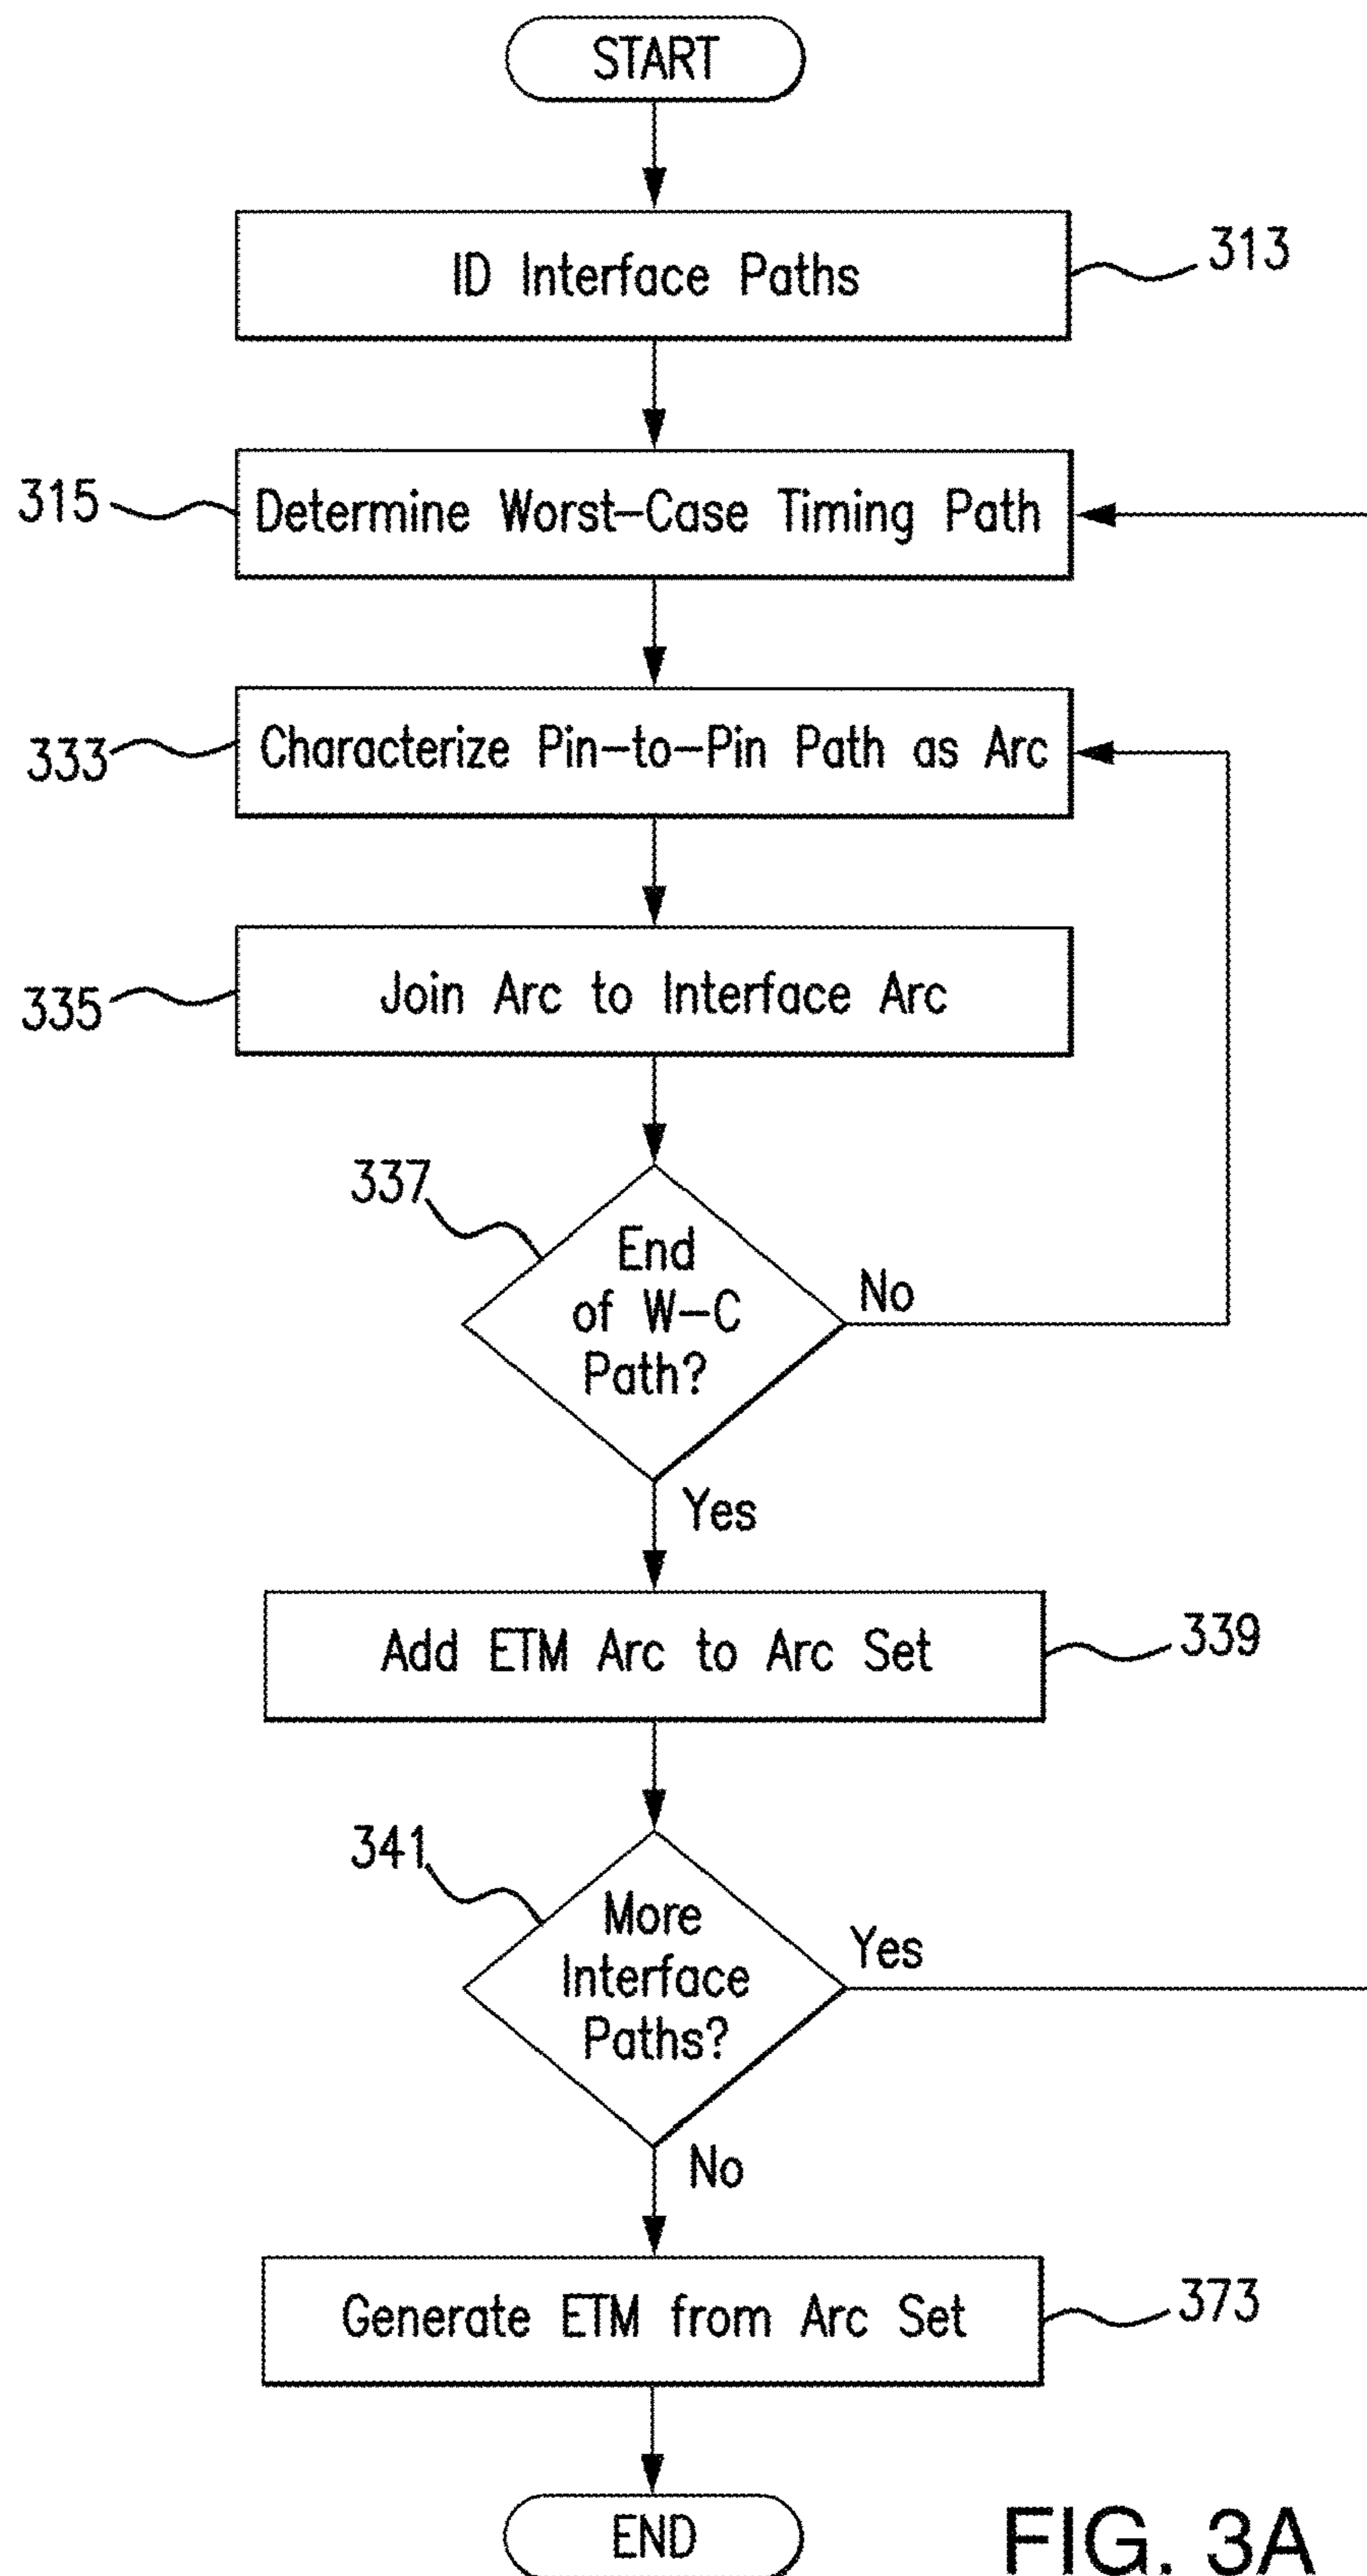 START
ID Interface Paths
313
315
Determine Worst-Case Timing Path
333
Characterize Pin-to-Pin Path as Arc
335
Join Arc to Interface Arc
337
End
of W-C
Path?
No
Yes
Add ETM Arc to Arc Set
339
341
More
Interface
Paths?
Yes
No
Generate ETM from Arc Set
373
END
FIG. 3A